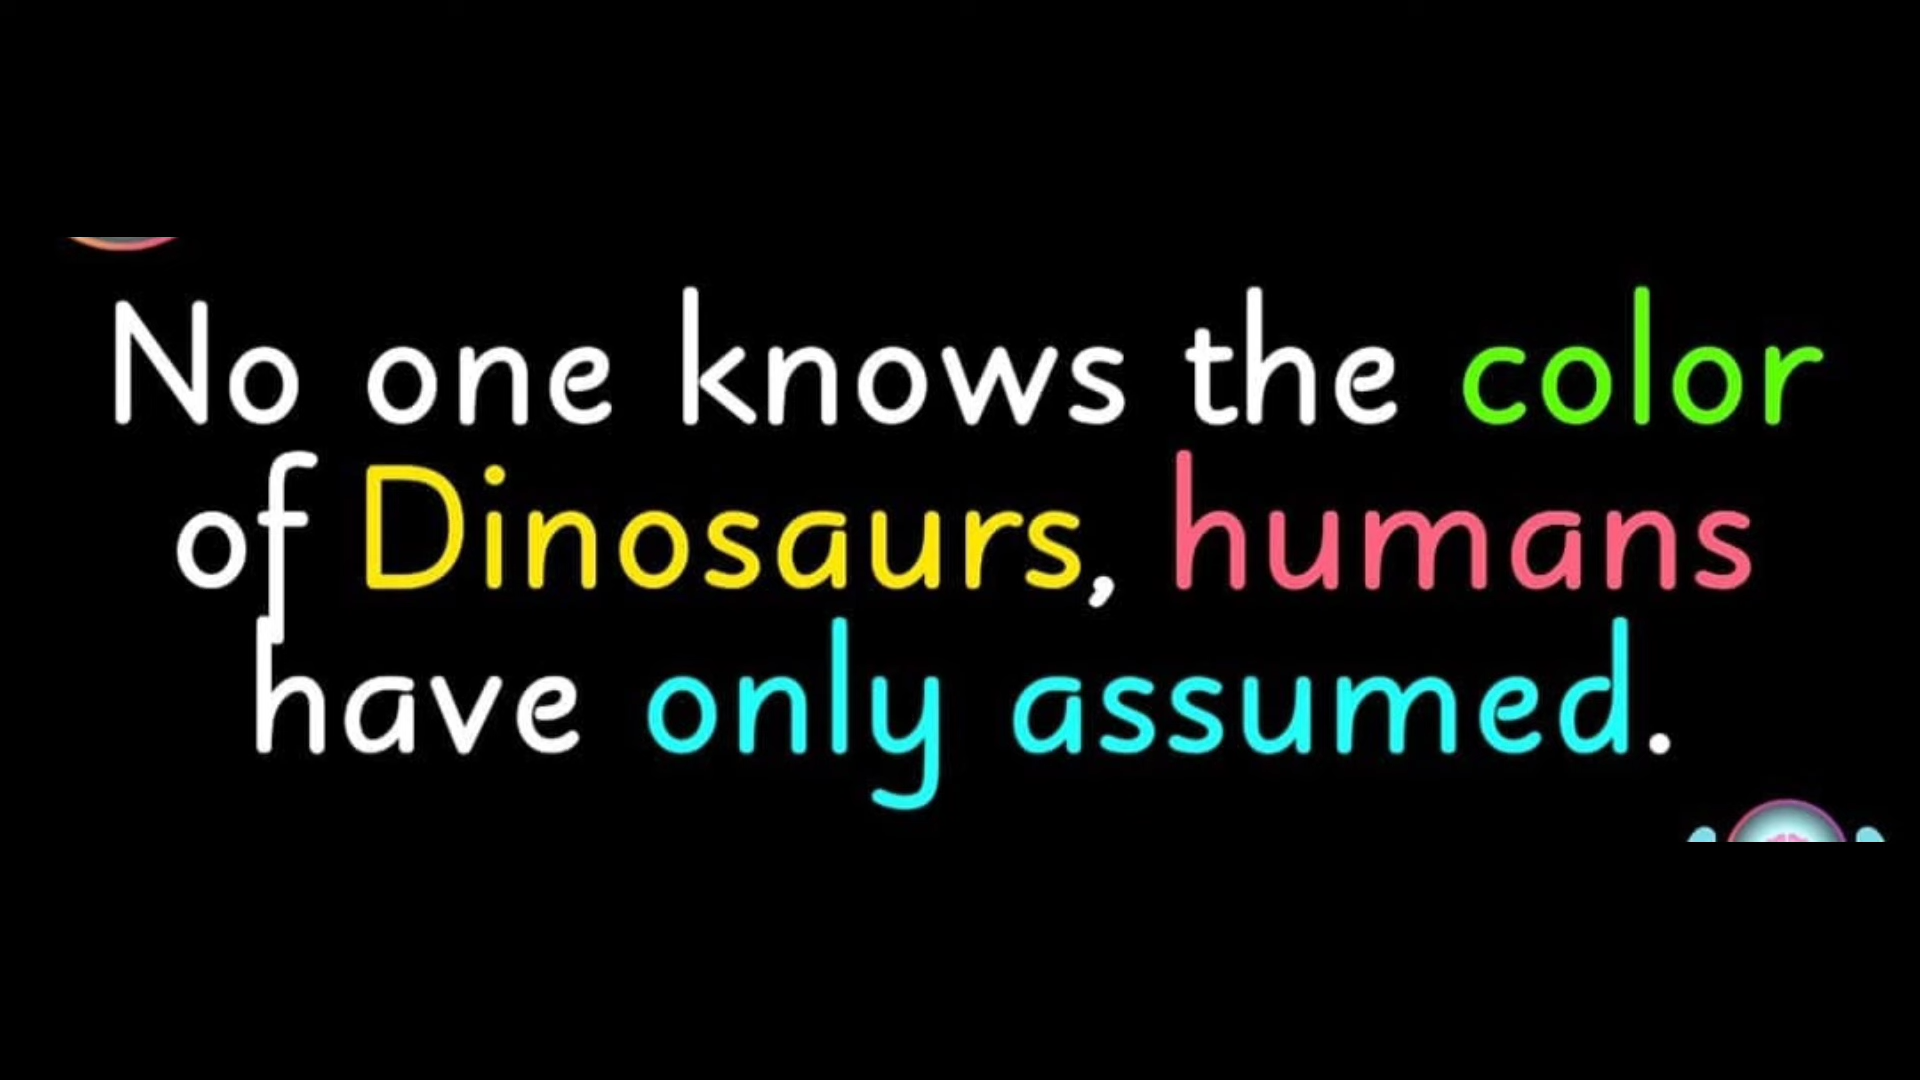 No one knows the color
of Dinosaurs, humans
have only assumed.